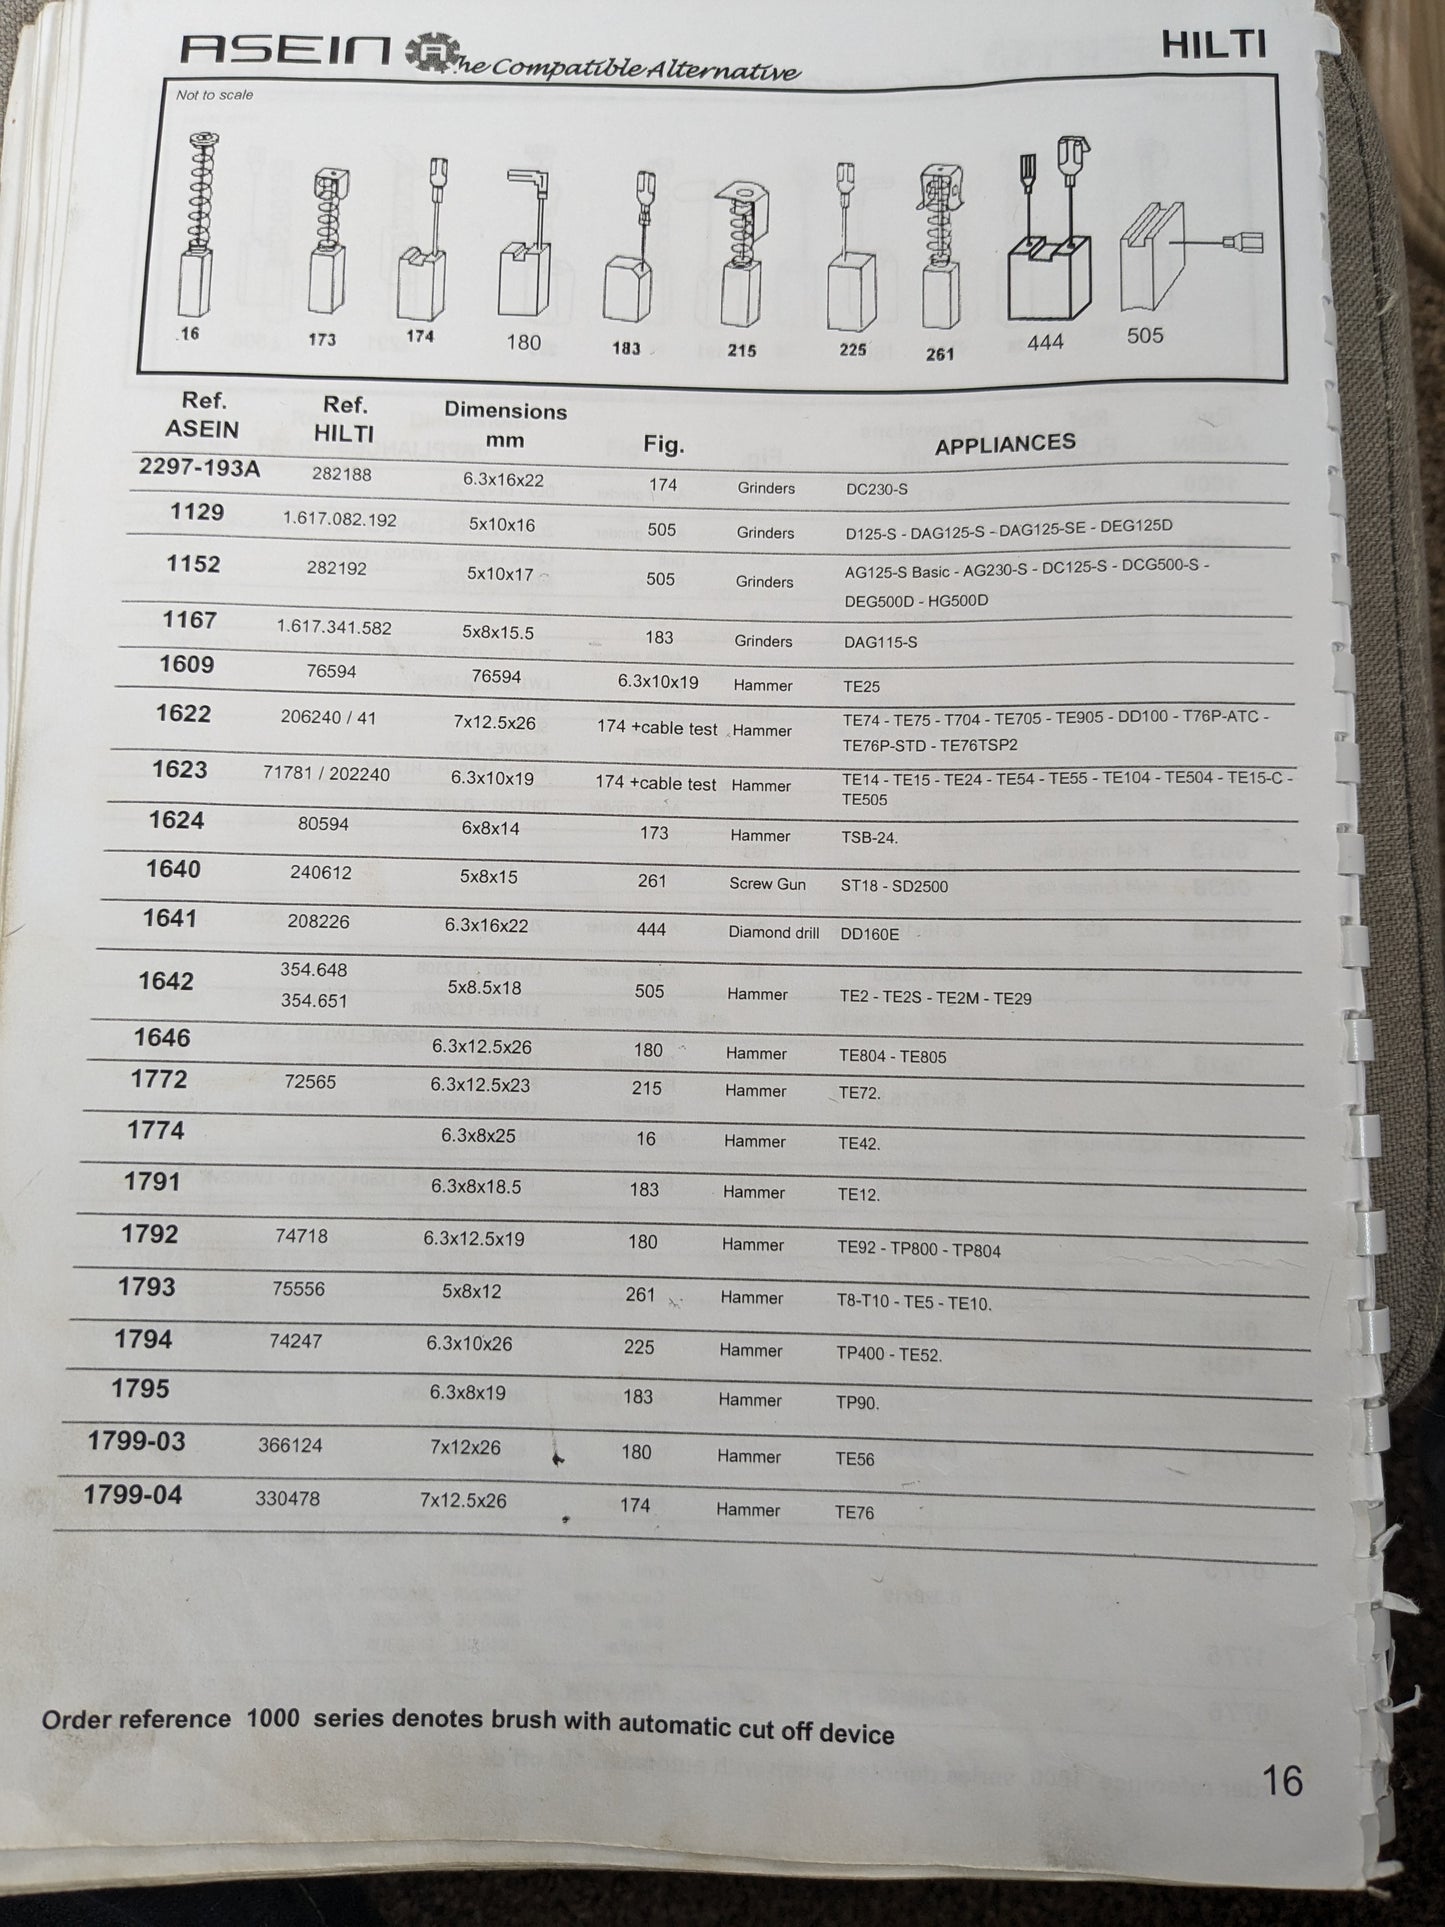 ASEIN A The Compatible Alternative HILTI
Not to scale
16 173 174 180 183 215 225 261 444 505
Ref. ASEIN Ref. HILTI Dimensions mm Fig. APPLIANCES
2297-193A 282188 6.3x16x22 174 Grinders DC230-S
1129 1.617.082.192 5x10x16 505 Grinders D125-S - DAG125-S - DAG125-SE - DEG125D
1152 282192 5x10x17 505 Grinders AG125-S Basic - AG230-S - DC125-S - DCG500-S -
DEG500D - HG500D
1167 1.617.341.582 5x8x15.5 183 Grinders DAG115-S
1609 76594 76594 6.3x10x19 Hammer TE25
1622 206240 / 41 7x12.5x26 174 +cable test Hammer TE74 - TE75 - T704 - TE705 - TE905 - DD100 - T76P-ATC -
TE76P-STD - TE76TSP2
1623 71781 / 202240 6.3x10x19 174 +cable test Hammer TE14 - TE15 - TE24 - TE54 - TE55 - TE104 - TE504 - TE15-C -
TE505
1624 80594 6x8x14 173 Hammer TSB-24.
1640 240612 5x8x15 261 Screw Gun ST18 - SD2500
1641 208226 6.3x16x22 444 Diamond drill DD160E
1642 354.648 5x8.5x18 505 Hammer TE2 - TE2S - TE2M - TE29
354.651
1646 6.3x12.5x26 180 Hammer TE804 - TE805
1772 72565 6.3x12.5x23 215 Hammer TE72.
1774 6.3x8x25 16 Hammer TE42.
1791 6.3x8x18.5 183 Hammer TE12.
1792 74718 6.3x12.5x19 180 Hammer TE92 - TP800 - TP804
1793 75556 5x8x12 261 Hammer T8-T10 - TE5 - TE10.
1794 74247 6.3x10x26 225 Hammer TP400 - TE52.
1795 6.3x8x19 183 Hammer TP90.
1799-03 366124 7x12x26 180 Hammer TE56
1799-04 330478 7x12.5x26 174 Hammer TE76
Order reference 1000 series denotes brush with automatic cut off device
16